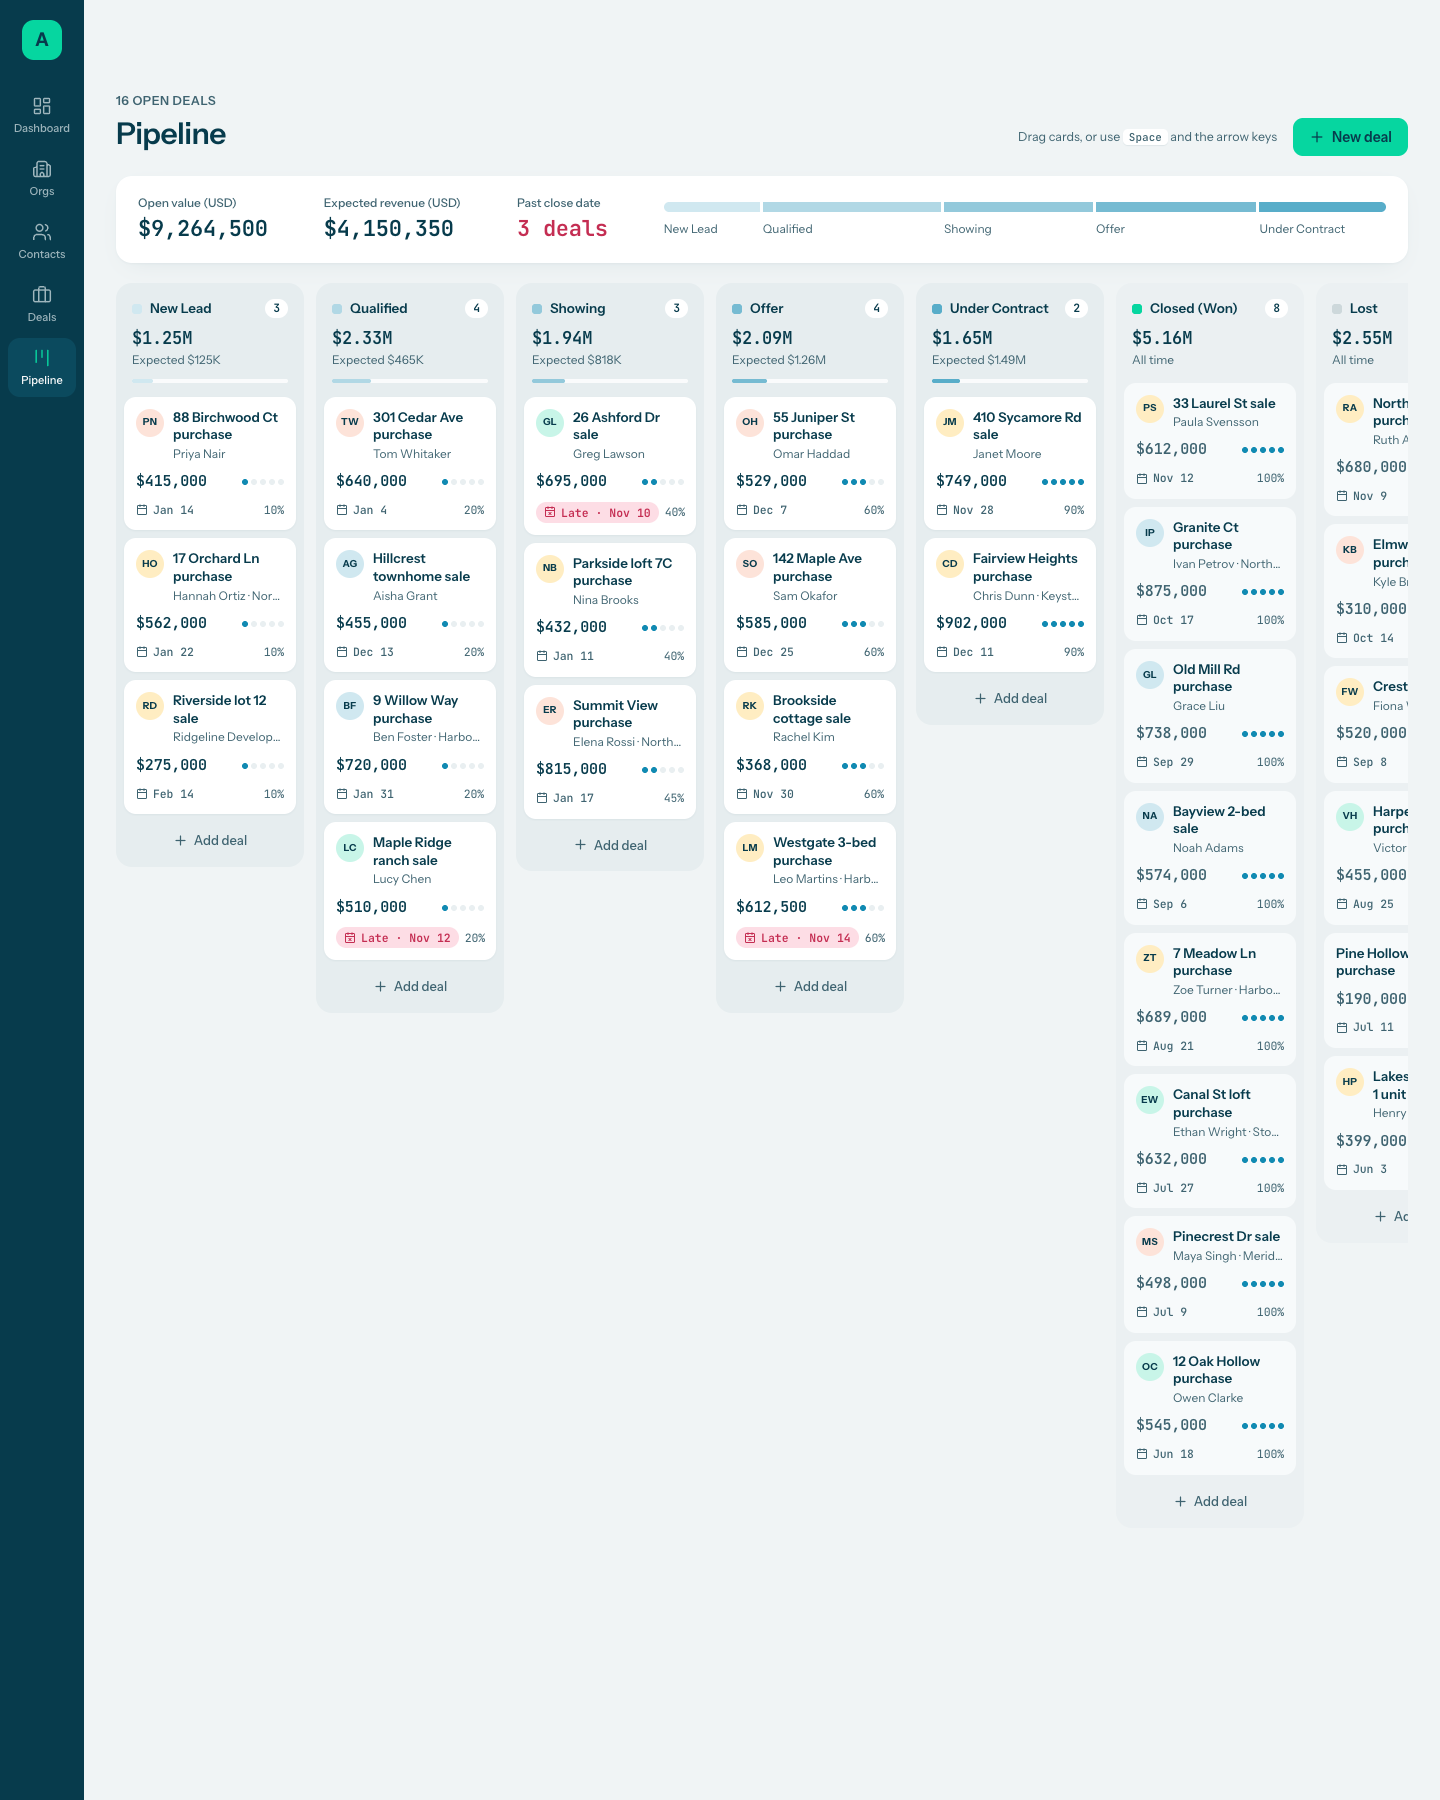 A
Dashboard
Orgs
Contacts
Deals
Pipeline
16 OPEN DEALS
Pipeline
Drag cards, or use Space and the arrow keys
New deal
Open value (USD)
$9,264,500
Expected revenue (USD)
$4,150,350
Past close date
3 deals
New Lead
Qualified
Showing
Offer
Under Contract
New Lead 3
$1.25M
Expected $125K
PN
88 Birchwood Ct
purchase
Priya Nair
$415,000
Jan 14 10%
HO
17 Orchard Ln
purchase
Hannah Ortiz · Nor…
$562,000
Jan 22 10%
RD
Riverside lot 12
sale
Ridgeline Develop…
$275,000
Feb 14 10%
Add deal
Qualified 4
$2.33M
Expected $465K
TW
301 Cedar Ave
purchase
Tom Whitaker
$640,000
Jan 4 20%
AG
Hillcrest
townhome sale
Aisha Grant
$455,000
Dec 13 20%
BF
9 Willow Way
purchase
Ben Foster · Harbo…
$720,000
Jan 31 20%
LC
Maple Ridge
ranch sale
Lucy Chen
$510,000
Late · Nov 12 20%
Add deal
Showing 3
$1.94M
Expected $818K
GL
26 Ashford Dr
sale
Greg Lawson
$695,000
Late · Nov 10 40%
NB
Parkside loft 7C
purchase
Nina Brooks
$432,000
Jan 11 40%
ER
Summit View
purchase
Elena Rossi · North…
$815,000
Jan 17 45%
Add deal
Offer 4
$2.09M
Expected $1.26M
OH
55 Juniper St
purchase
Omar Haddad
$529,000
Dec 7 60%
SO
142 Maple Ave
purchase
Sam Okafor
$585,000
Dec 25 60%
RK
Brookside
cottage sale
Rachel Kim
$368,000
Nov 30 60%
LM
Westgate 3-bed
purchase
Leo Martins · Harb…
$612,500
Late · Nov 14 60%
Add deal
Under Contract 2
$1.65M
Expected $1.49M
JM
410 Sycamore Rd
sale
Janet Moore
$749,000
Nov 28 90%
CD
Fairview Heights
purchase
Chris Dunn · Keyst…
$902,000
Dec 11 90%
Add deal
Closed (Won) 8
$5.16M
All time
PS
33 Laurel St sale
Paula Svensson
$612,000
Nov 12 100%
IP
Granite Ct
purchase
Ivan Petrov · North…
$875,000
Oct 17 100%
GL
Old Mill Rd
purchase
Grace Liu
$738,000
Sep 29 100%
NA
Bayview 2-bed
sale
Noah Adams
$574,000
Sep 6 100%
ZT
7 Meadow Ln
purchase
Zoe Turner · Harbo…
$689,000
Aug 21 100%
EW
Canal St loft
purchase
Ethan Wright · Sto…
$632,000
Jul 27 100%
MS
Pinecrest Dr sale
Maya Singh · Merid…
$498,000
Jul 9 100%
OC
12 Oak Hollow
purchase
Owen Clarke
$545,000
Jun 18 100%
Add deal
Lost
$2.55M
All time
RA
North
purch
Ruth A
$680,000
Nov 9
KB
Elmw
purch
Kyle Br
$310,000
Oct 14
FW
Crest
Fiona
$520,000
Sep 8
VH
Harpe
purch
Victor
$455,000
Aug 25
Pine Hollow
purchase
$190,000
Jul 11
HP
Lakes
1 unit
Henry
$399,000
Jun 3
Ad